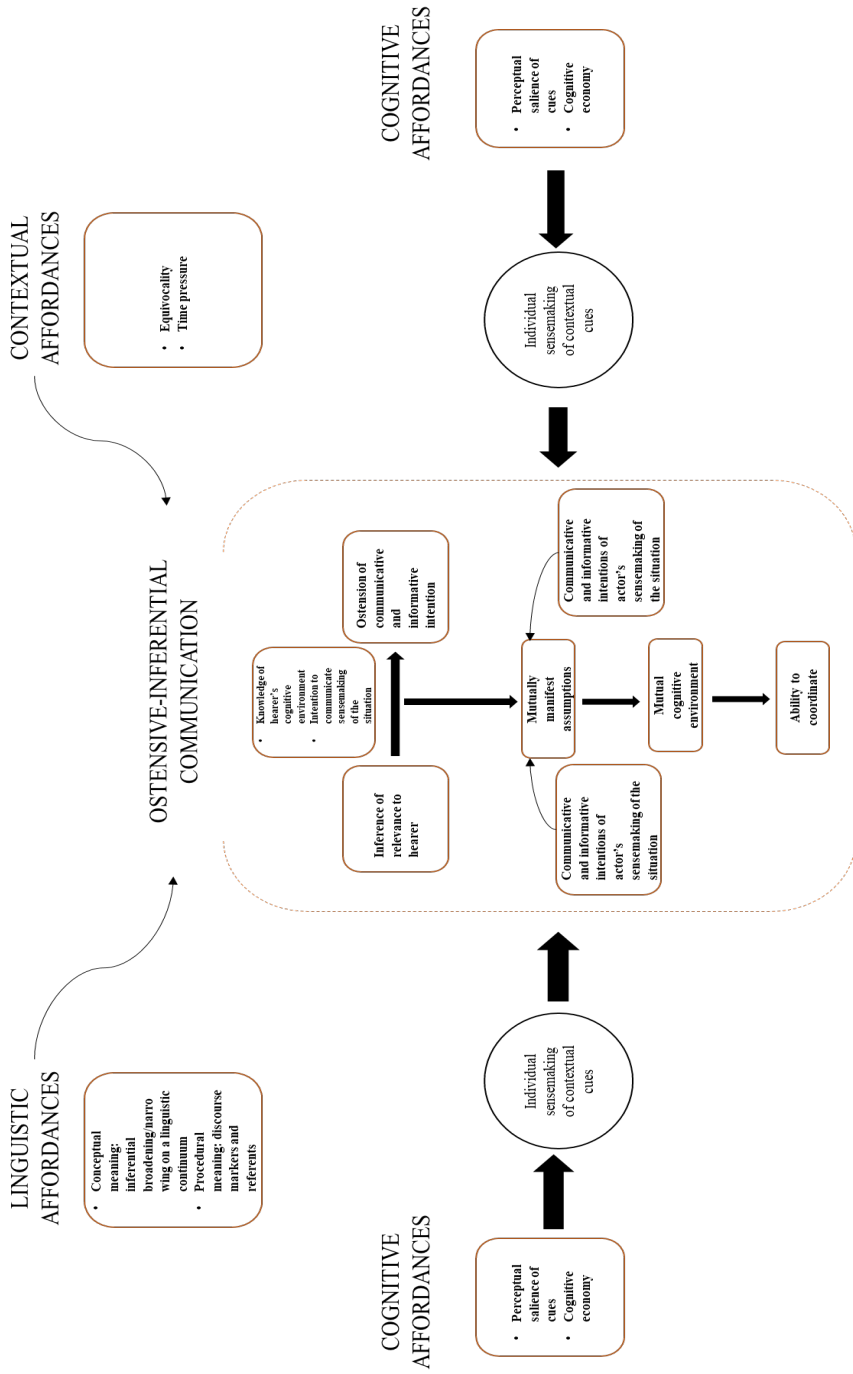 LINGUISTIC
AFFORDANCES
• Conceptual
meaning:
inferential
broadening/narro
wing on a linguistic
continuum
• Procedural
meaning: discourse
markers and
referents
OSTENSIVE-INFERENTIAL
COMMUNICATION
CONTEXTUAL
AFFORDANCES
• Equivocality
• Time pressure
• Knowledge of
hearer's
cognitive
environment
• Intention to
communicate
sensemaking
of the
situation
Inference of
relevance to
hearer
Ostension of
communicative
and
informative
intention
COGNITIVE
AFFORDANCES
• Perceptual
salience of
cues
• Cognitive
economy
Individual
sensemaking
of contextual
cues
Communicative
and informative
intentions of
actor's
sensemaking of the
situation
Mutually
manifest
assumptions
Communicative
and informative
intentions of
actor's
sensemaking of
the situation
Mutual
cognitive
environment
Ability to
coordinate
Individual
sensemaking
of contextual
cues
COGNITIVE
AFFORDANCES
• Perceptual
salience of
cues
• Cognitive
economy